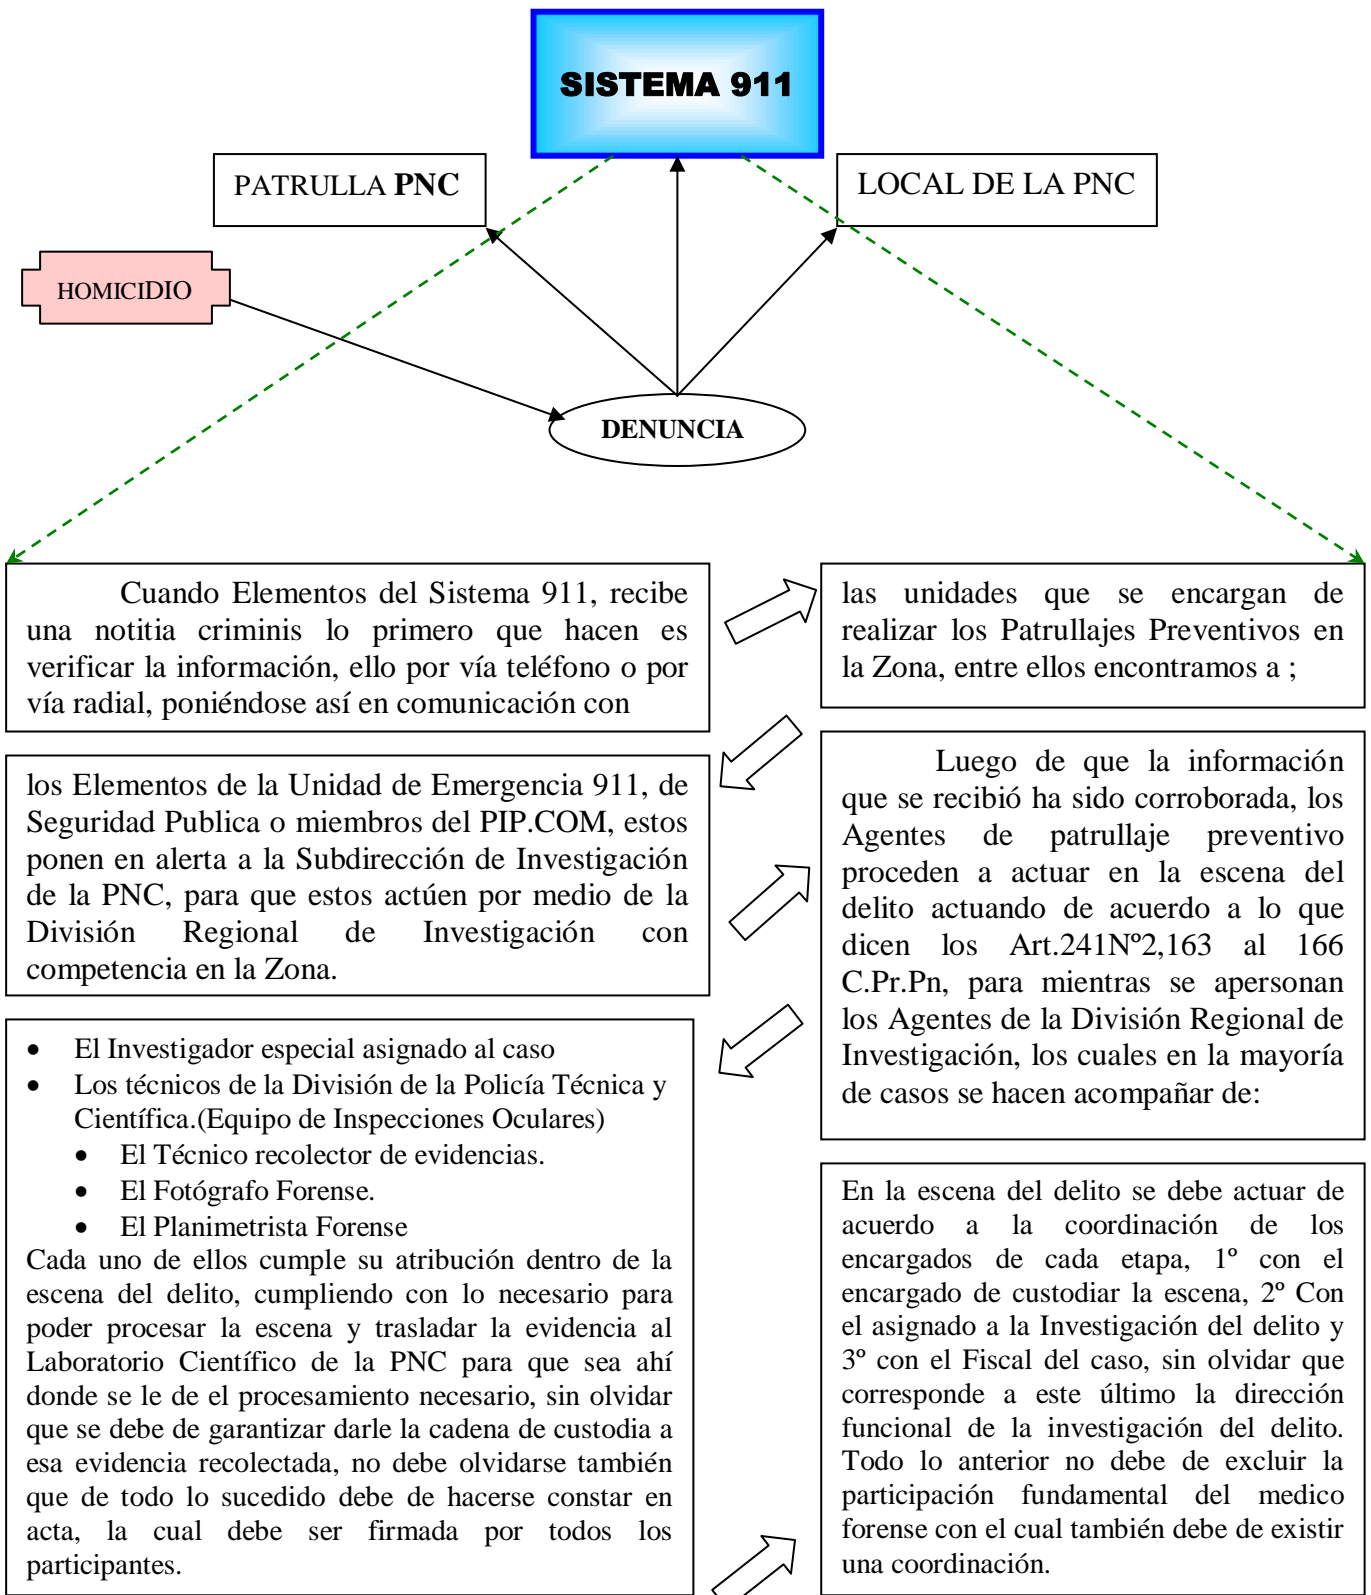 SISTEMA 911
PATRULLA PNC
LOCAL DE LA PNC
HOMICIDIO
DENUNCIA
Cuando Elementos del Sistema 911, recibe
una notitia criminis lo primero que hacen es
verificar la información, ello por vía teléfono o por
vía radial, poniéndose así en comunicación con
las unidades que se encargan de
realizar los Patrullajes Preventivos en
la Zona, entre ellos encontramos a ;
los Elementos de la Unidad de Emergencia 911, de
Seguridad Publica o miembros del PIP.COM, estos
ponen en alerta a la Subdirección de Investigación
de la PNC, para que estos actúen por medio de la
División Regional de Investigación con
competencia en la Zona.
Luego de que la información
que se recibió ha sido corroborada, los
Agentes de patrullaje preventivo
proceden a actuar en la escena del
delito actuando de acuerdo a lo que
dicen los Art.241Nº2,163 al 166
C.Pr.Pn, para mientras se apersonan
los Agentes de la División Regional de
Investigación, los cuales en la mayoría
de casos se hacen acompañar de:
• El Investigador especial asignado al caso
• Los técnicos de la División de la Policía Técnica y
Científica.(Equipo de Inspecciones Oculares)
• El Técnico recolector de evidencias.
• El Fotógrafo Forense.
• El Planimetrista Forense
Cada uno de ellos cumple su atribución dentro de la
escena del delito, cumpliendo con lo necesario para
poder procesar la escena y trasladar la evidencia al
Laboratorio Científico de la PNC para que sea ahí
donde se le de el procesamiento necesario, sin olvidar
que se debe de garantizar darle la cadena de custodia a
esa evidencia recolectada, no debe olvidarse también
que de todo lo sucedido debe de hacerse constar en
acta, la cual debe ser firmada por todos los
participantes.
En la escena del delito se debe actuar de
acuerdo a la coordinación de los
encargados de cada etapa, 1º con el
encargado de custodiar la escena, 2º Con
el asignado a la Investigación del delito y
3º con el Fiscal del caso, sin olvidar que
corresponde a este último la dirección
funcional de la investigación del delito.
Todo lo anterior no debe de excluir la
participación fundamental del medico
forense con el cual también debe de existir
una coordinación.